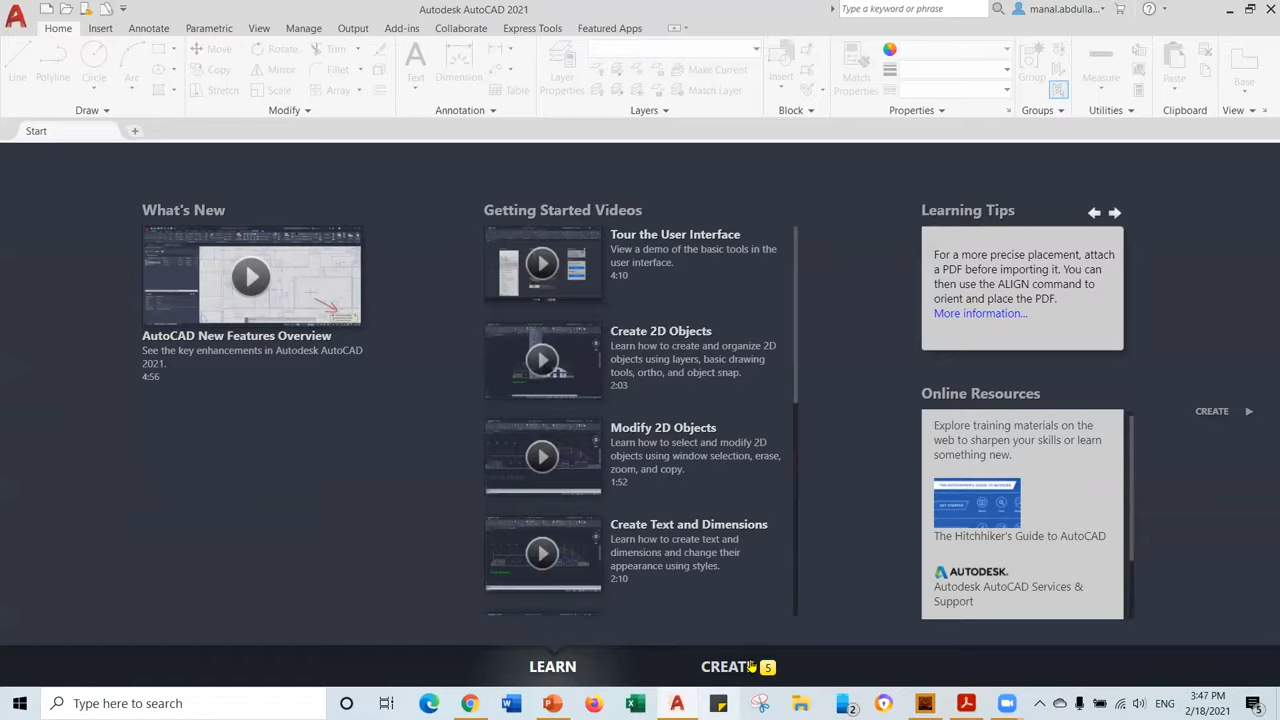 Autodesk AutoCAD 2021
Type a keyword or phrase
manal.abdulla...
Home Insert Annotate Parametric View Manage Output Add-ins Collaborate Express Tools Featured Apps
Line Polyline Circle Arc
Move Rotate Trim
Copy Mirror Fillet
Stretch Scale Array
Text Dimension Table
Layer Properties
Make Current
Match Layer
Insert
Match Properties
Group
Measure
Paste
Base
Draw Modify Annotation Layers Block Properties Groups Utilities Clipboard View
Start
What's New
AutoCAD New Features Overview
See the key enhancements in Autodesk AutoCAD
2021.
4:56
Getting Started Videos
Tour the User Interface
View a demo of the basic tools in the
user interface.
4:10
Create 2D Objects
Learn how to create and organize 2D
objects using layers, basic drawing
tools, ortho, and object snap.
2:03
Modify 2D Objects
Learn how to select and modify 2D
objects using window selection, erase,
zoom, and copy.
1:52
Create Text and Dimensions
Learn how to create text and
dimensions and change their
appearance using styles.
2:10
Learning Tips
For a more precise placement, attach
a PDF before importing it. You can
then use the ALIGN command to
orient and place the PDF.
More information...
Online Resources
Explore training materials on the
web to sharpen your skills or learn
something new.
THE HITCHHIKER'S GUIDE TO AUTOCAD
GET STARTED
The Hitchhiker's Guide to AutoCAD
AUTODESK.
Autodesk AutoCAD Services &
Support
CREATE
LEARN
CREATE 5
Type here to search
2
ENG
3:47 PM
2/18/2021
5